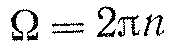 Ω = 2πn